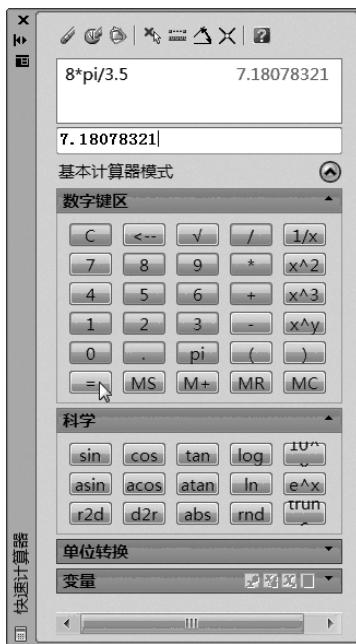 8*pi/3.5 7.18078321
7.18078321
基本计算器模式
数字键区
C <-- √ / 1/x
7 8 9 * x^2
4 5 6 + x^3
1 2 3 - x^y
0 . pi ( )
= MS M+ MR MC
科学
sin cos tan log 10^
asin acos atan ln e^x
r2d d2r abs rnd trun
单位转换
变量
快速计算器